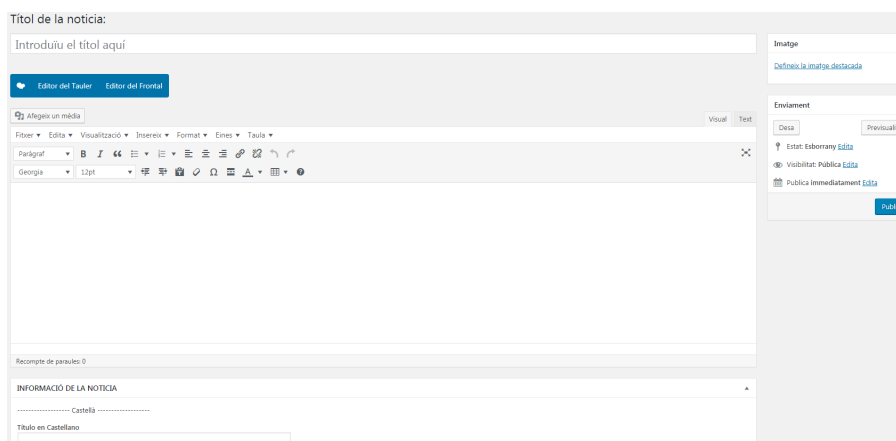 Títol de la noticia:
Introduïu el títol aquí
Editor del Tauler Editor del Frontal
Afegeix un mèdia
Visual Text
Fitxer Edita Visualització Insereix Format Eines Taula
Paràgraf B I
Georgia 12pt Ω A
Recompte de paraules: 0
INFORMACIÓ DE LA NOTICIA
------------------- Castellà -------------------
Título en Castellano
Imatge
Defineix la imatge destacada
Enviament
Desa Previsuali
Estat: Esborrany Edita
Visibilitat: Pública Edita
Publica immediatament Edita
Publi